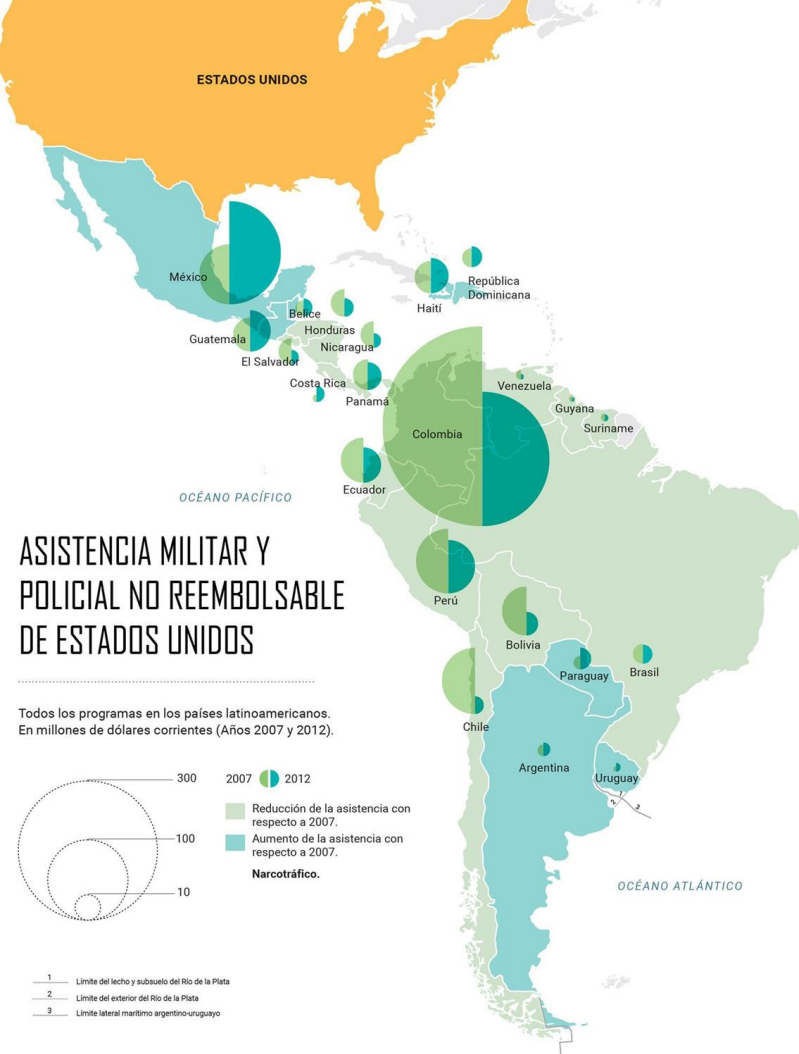 ESTADOS UNIDOS
México
República
Dominicana
Haití
Belice
Honduras
Guatemala
Nicaragua
El Salvador
Costa Rica
Panamá
Venezuela
Guyana
Suriname
Colombia
Ecuador
OCÉANO PACÍFICO
ASISTENCIA MILITAR Y
POLICIAL NO REEMBOLSABLE
DE ESTADOS UNIDOS
Perú
Bolivia
Paraguay
Brasil
Todos los programas en los países latinoamericanos.
En millones de dólares corrientes (Años 2007 y 2012).
Chile
Argentina
Uruguay
300
100
10
2007
2012
Reducción de la asistencia con
respecto a 2007.
Aumento de la asistencia con
respecto a 2007.
Narcotráfico.
1
2
3
OCÉANO ATLÁNTICO
1 Límite del lecho y subsuelo del Río de la Plata
2 Límite del exterior del Río de la Plata
3 Límite lateral marítimo argentino-uruguayo